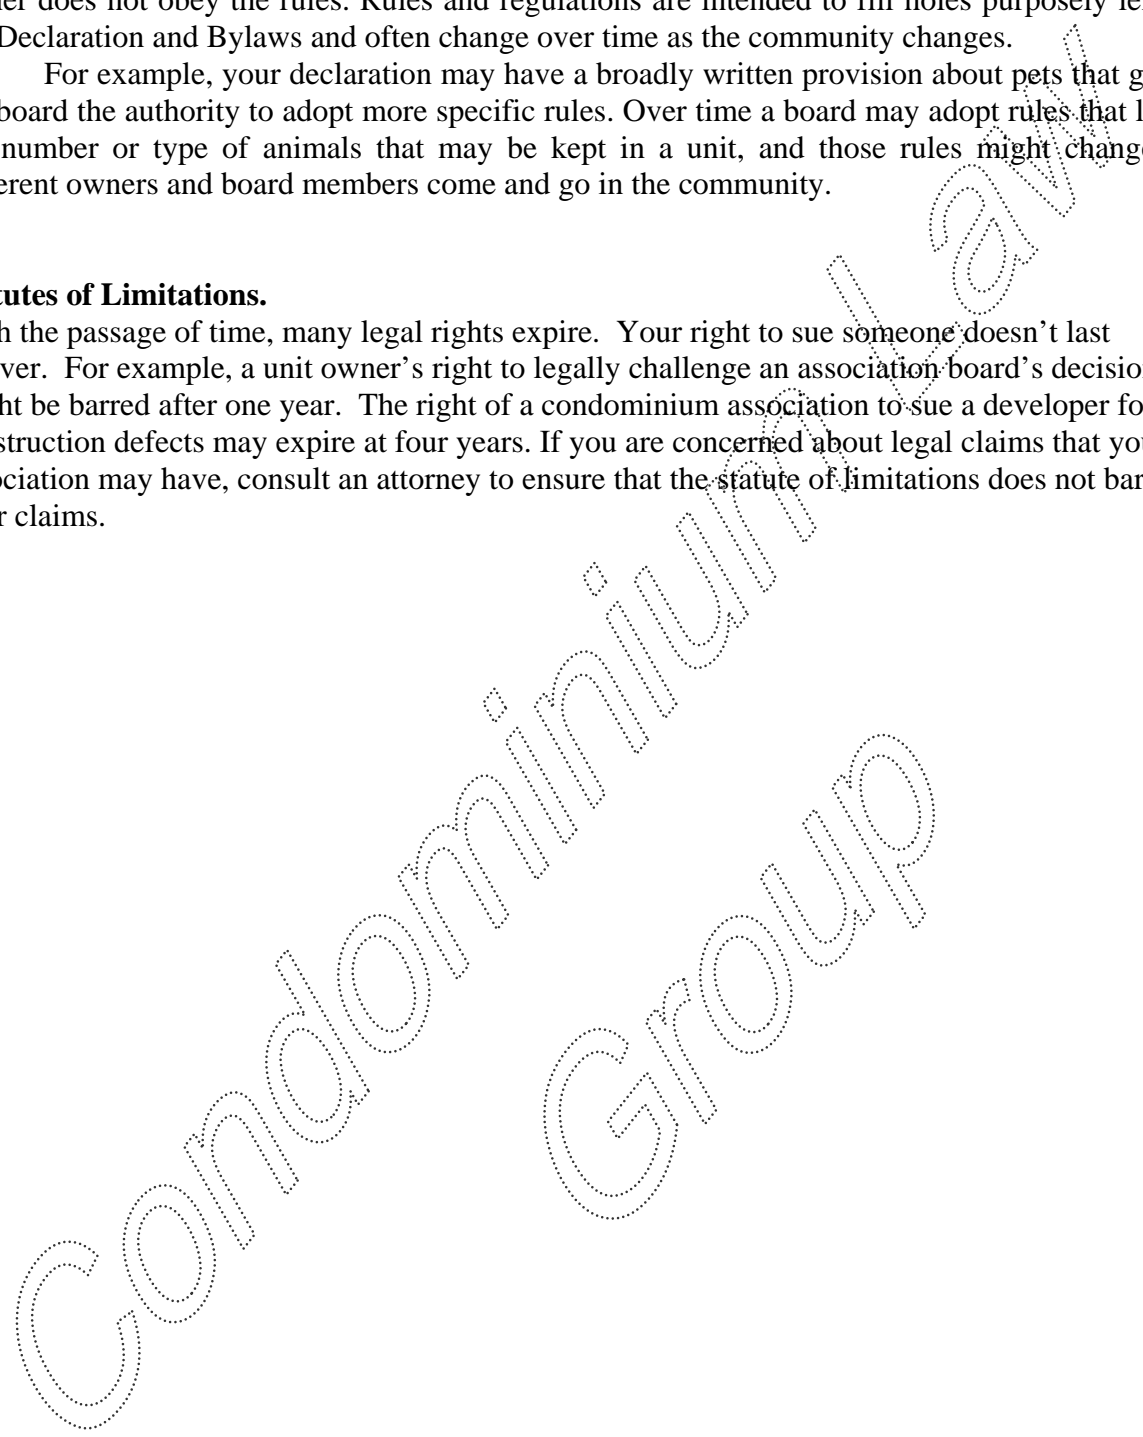 er does not obey the rules. Rules and regulations are intended to fill holes purposely le
Declaration and Bylaws and often change over time as the community changes.
For example, your declaration may have a broadly written provision about pets that g
board the authority to adopt more specific rules. Over time a board may adopt rules that l
number or type of animals that may be kept in a unit, and those rules might change
erent owners and board members come and go in the community.
tutes of Limitations.
h the passage of time, many legal rights expire. Your right to sue someone doesn't last
ver. For example, a unit owner's right to legally challenge an association board's decision
ht be barred after one year. The right of a condominium association to sue a developer fo
struction defects may expire at four years. If you are concerned about legal claims that you
ociation may have, consult an attorney to ensure that the statute of limitations does not bar
r claims.
Condominium Law
Group